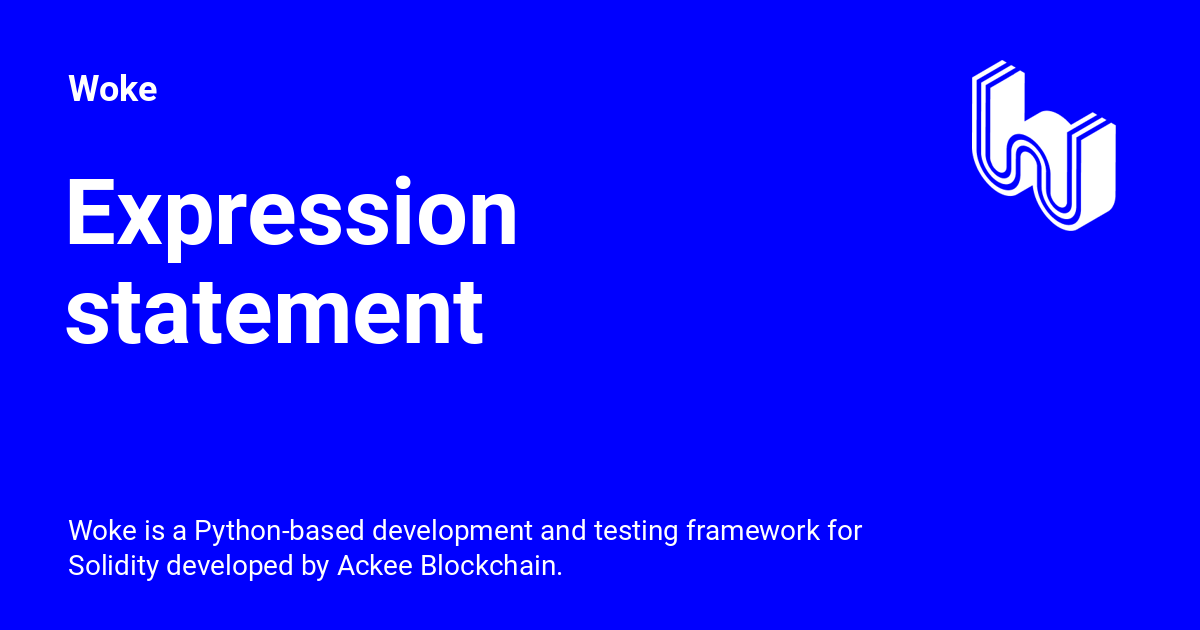 Woke
Expression
statement
Woke is a Python-based development and testing framework for
Solidity developed by Ackee Blockchain.